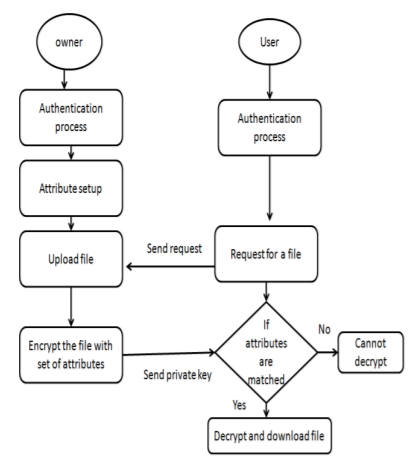 owner
User
Authentication
process
Authentication
process
Attribute setup
Upload file
Send request
Request for a file
Encrypt the file with
set of attributes
Send private key
If
attributes
are
matched
No
Cannot
decrypt
Yes
Decrypt and download file